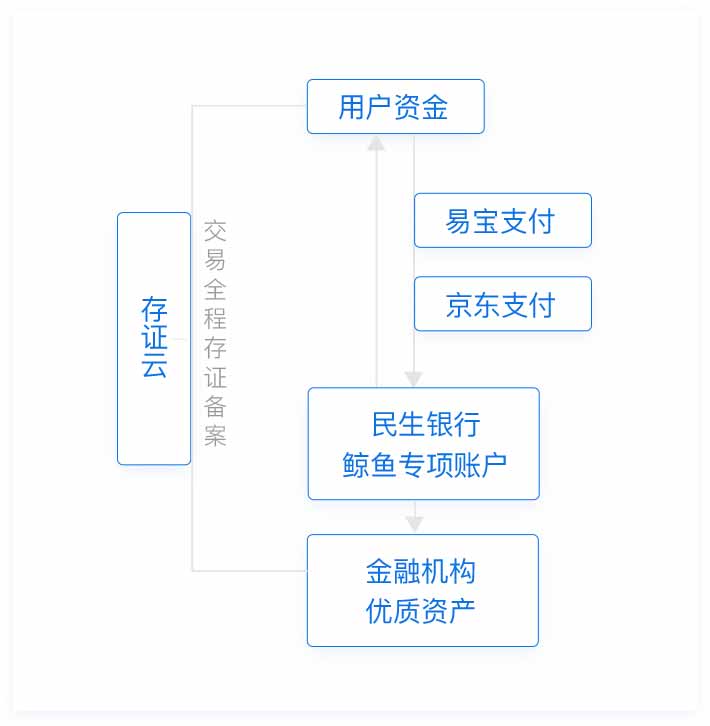 用户资金
易宝支付
京东支付
存证云
交易全程存证备案
民生银行
鲸鱼专项账户
金融机构
优质资产